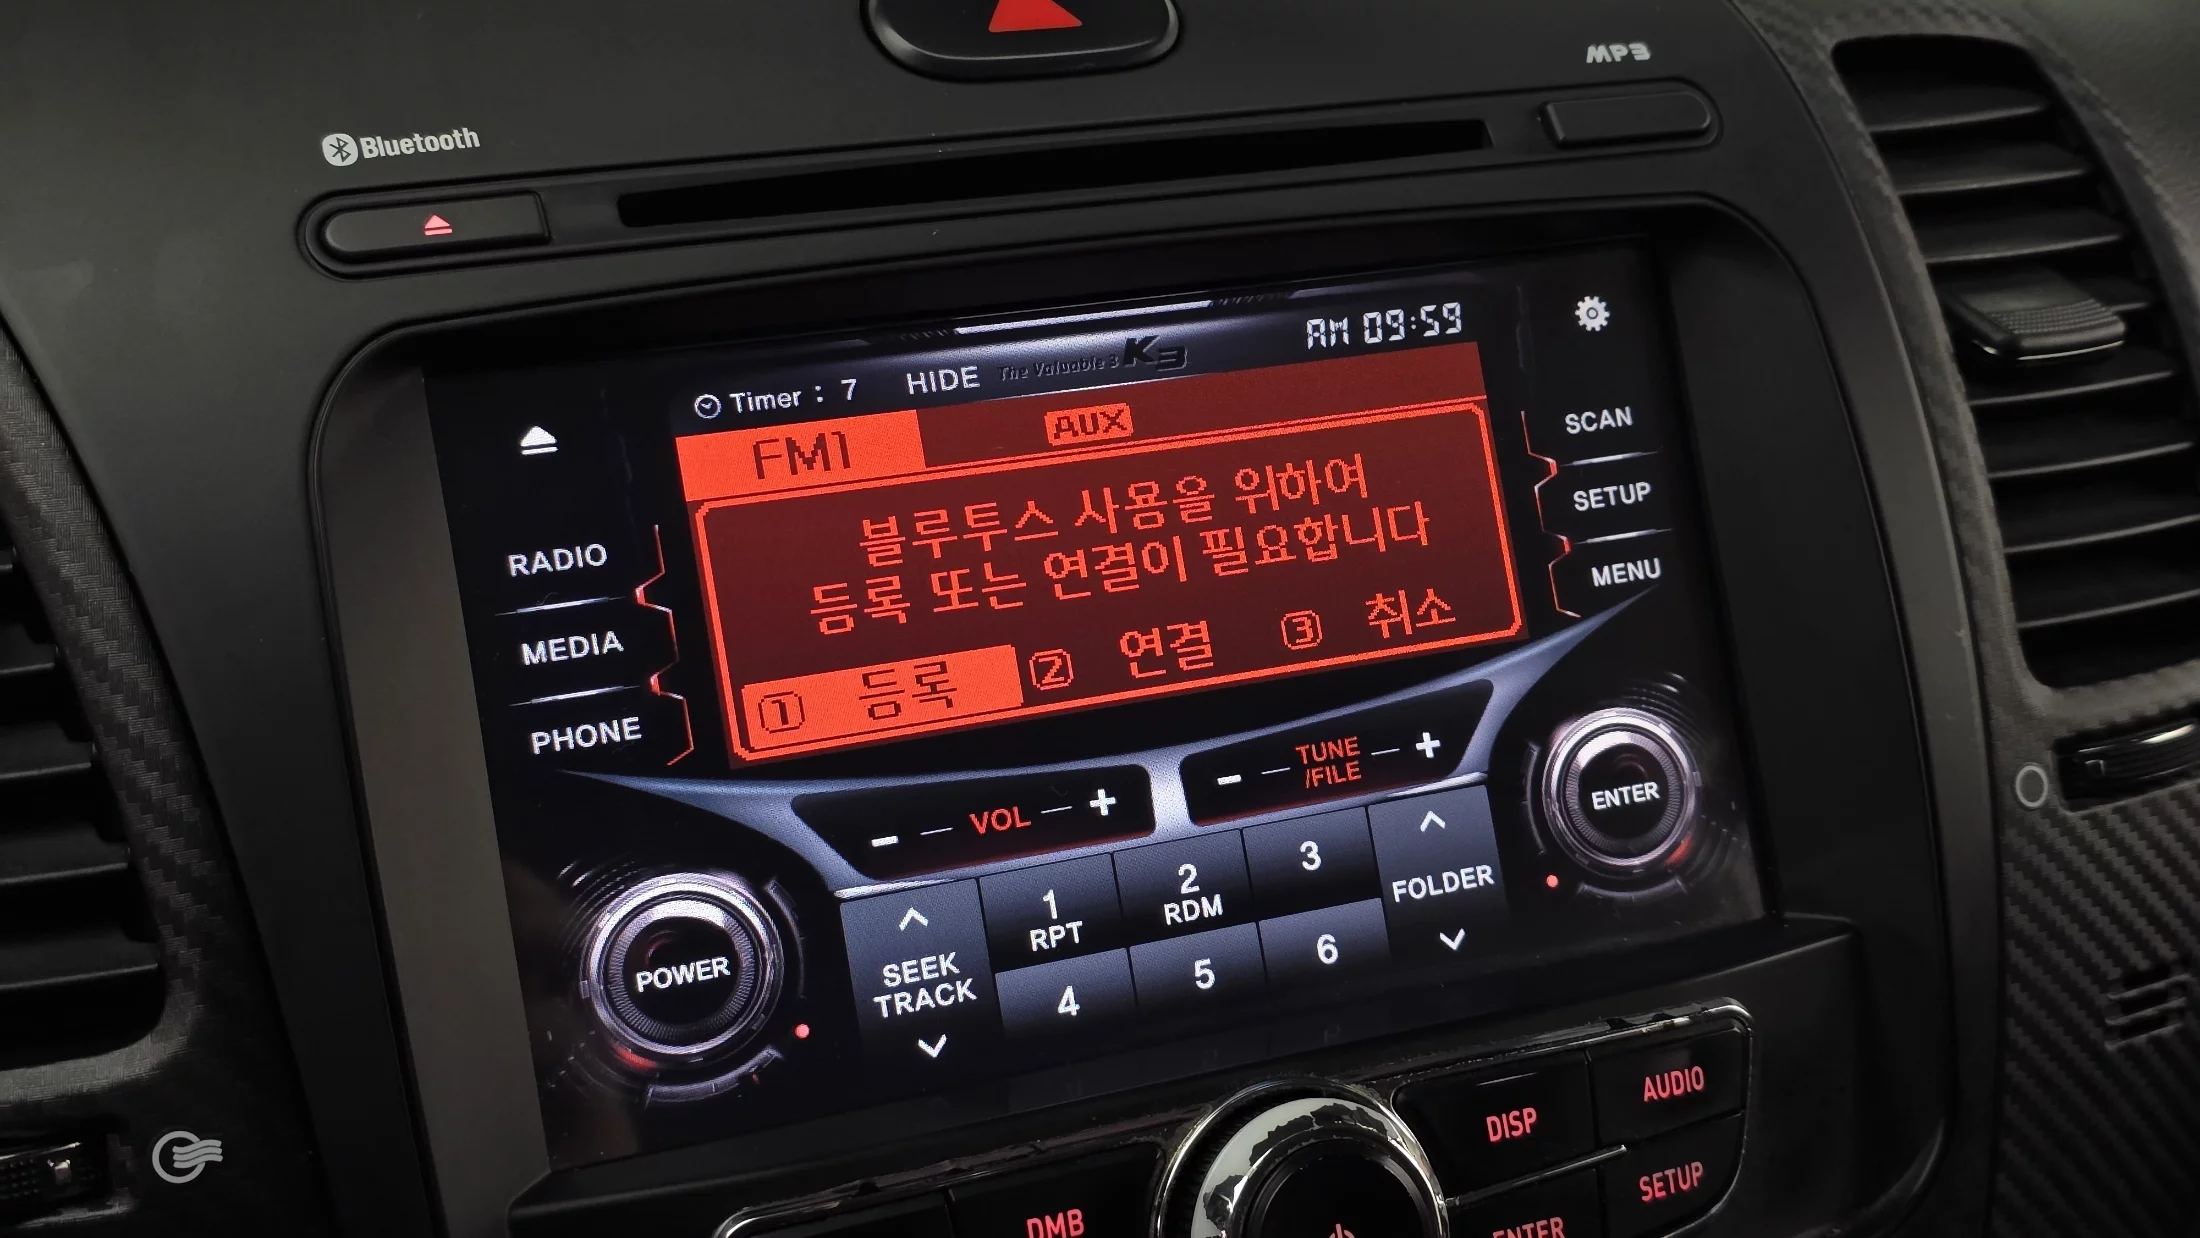 MP3
Bluetooth
AM 09:59
The Valuable 3 K3
Timer : 7 HIDE
FM1 AUX
블루투스 사용을 위하여
등록 또는 연결이 필요합니다
① 등록 ② 연결 ③ 취소
RADIO
MEDIA
PHONE
SCAN
SETUP
MENU
- VOL +
- TUNE
/FILE +
POWER
ENTER
SEEK
TRACK
1
RPT
2
RDM
3
4
5
6
FOLDER
DISP
AUDIO
SETUP
DMB
ENTER